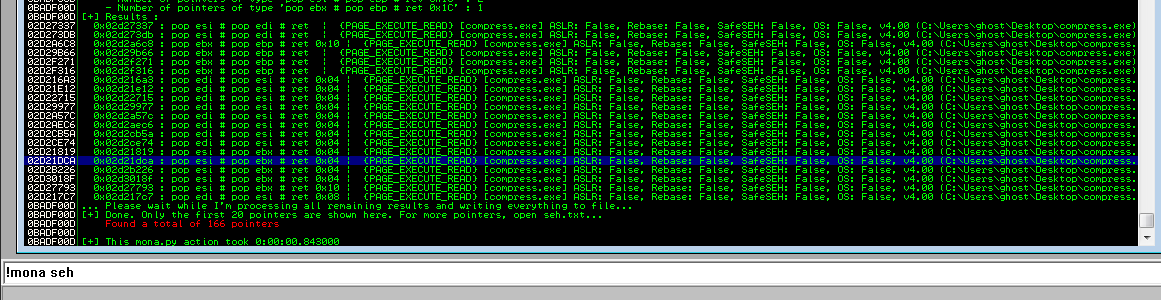 - Number of pointers of type 'pop ebx # pop ebp # ret 0x1C' : 1
0BADF00D [+] Results :
02D27337 0x02d27337 : pop esi # pop edi # ret | {PAGE_EXECUTE_READ} [compress.exe] ASLR: False, Rebase: False, SafeSEH: False, OS: False, v4.00 (C:\Users\ghost\Desktop\compress.exe)
02D273DB 0x02d273db : pop esi # pop edi # ret | {PAGE_EXECUTE_READ} [compress.exe] ASLR: False, Rebase: False, SafeSEH: False, OS: False, v4.00 (C:\Users\ghost\Desktop\compress.exe)
02D2A6C8 0x02d2a6c8 : pop ebx # pop ebp # ret 0x10 | {PAGE_EXECUTE_READ} [compress.exe] ASLR: False, Rebase: False, SafeSEH: False, OS: False, v4.00 (C:\Users\ghost\Desktop\compress.
02D29B66 0x02d29b66 : pop ebx # pop ebp # ret | {PAGE_EXECUTE_READ} [compress.exe] ASLR: False, Rebase: False, SafeSEH: False, OS: False, v4.00 (C:\Users\ghost\Desktop\compress.exe)
02D2F271 0x02d2f271 : pop ebx # pop ebp # ret | {PAGE_EXECUTE_READ} [compress.exe] ASLR: False, Rebase: False, SafeSEH: False, OS: False, v4.00 (C:\Users\ghost\Desktop\compress.exe)
02D2F316 0x02d2f316 : pop ebx # pop ebp # ret | {PAGE_EXECUTE_READ} [compress.exe] ASLR: False, Rebase: False, SafeSEH: False, OS: False, v4.00 (C:\Users\ghost\Desktop\compress.exe)
02D216A3 0x02d216a3 : pop edi # pop esi # ret 0x04 | {PAGE_EXECUTE_READ} [compress.exe] ASLR: False, Rebase: False, SafeSEH: False, OS: False, v4.00 (C:\Users\ghost\Desktop\compress.
02D21E12 0x02d21e12 : pop edi # pop esi # ret 0x04 | {PAGE_EXECUTE_READ} [compress.exe] ASLR: False, Rebase: False, SafeSEH: False, OS: False, v4.00 (C:\Users\ghost\Desktop\compress.
02D22715 0x02d22715 : pop edi # pop esi # ret 0x04 | {PAGE_EXECUTE_READ} [compress.exe] ASLR: False, Rebase: False, SafeSEH: False, OS: False, v4.00 (C:\Users\ghost\Desktop\compress.
02D29977 0x02d29977 : pop edi # pop esi # ret 0x04 | {PAGE_EXECUTE_READ} [compress.exe] ASLR: False, Rebase: False, SafeSEH: False, OS: False, v4.00 (C:\Users\ghost\Desktop\compress.
02D2A57C 0x02d2a57c : pop edi # pop esi # ret 0x04 | {PAGE_EXECUTE_READ} [compress.exe] ASLR: False, Rebase: False, SafeSEH: False, OS: False, v4.00 (C:\Users\ghost\Desktop\compress.
02D2AEC6 0x02d2aec6 : pop edi # pop esi # ret 0x04 | {PAGE_EXECUTE_READ} [compress.exe] ASLR: False, Rebase: False, SafeSEH: False, OS: False, v4.00 (C:\Users\ghost\Desktop\compress.
02D2CB5A 0x02d2cb5a : pop edi # pop esi # ret 0x04 | {PAGE_EXECUTE_READ} [compress.exe] ASLR: False, Rebase: False, SafeSEH: False, OS: False, v4.00 (C:\Users\ghost\Desktop\compress.
02D2CE74 0x02d2ce74 : pop edi # pop esi # ret 0x04 | {PAGE_EXECUTE_READ} [compress.exe] ASLR: False, Rebase: False, SafeSEH: False, OS: False, v4.00 (C:\Users\ghost\Desktop\compress.
02D21819 0x02d21819 : pop esi # pop ebx # ret 0x04 | {PAGE_EXECUTE_READ} [compress.exe] ASLR: False, Rebase: False, SafeSEH: False, OS: False, v4.00 (C:\Users\ghost\Desktop\compress.
02D21DCA 0x02d21dca : pop esi # pop ebx # ret 0x04 | {PAGE_EXECUTE_READ} [compress.exe] ASLR: False, Rebase: False, SafeSEH: False, OS: False, v4.00 (C:\Users\ghost\Desktop\compress.
02D2B226 0x02d2b226 : pop esi # pop ebx # ret 0x04 | {PAGE_EXECUTE_READ} [compress.exe] ASLR: False, Rebase: False, SafeSEH: False, OS: False, v4.00 (C:\Users\ghost\Desktop\compress.
02D3018F 0x02d3018f : pop esi # pop ebx # ret 0x04 | {PAGE_EXECUTE_READ} [compress.exe] ASLR: False, Rebase: False, SafeSEH: False, OS: False, v4.00 (C:\Users\ghost\Desktop\compress.
02D27793 0x02d27793 : pop esi # pop ebx # ret 0x10 | {PAGE_EXECUTE_READ} [compress.exe] ASLR: False, Rebase: False, SafeSEH: False, OS: False, v4.00 (C:\Users\ghost\Desktop\compress.
02D217C7 0x02d217c7 : pop edi # pop esi # ret 0x08 | {PAGE_EXECUTE_READ} [compress.exe] ASLR: False, Rebase: False, SafeSEH: False, OS: False, v4.00 (C:\Users\ghost\Desktop\compress.
0BADF00D ... Please wait while I'm processing all remaining results and writing everything to file...
0BADF00D [+] Done. Only the first 20 pointers are shown here. For more pointers, open seh.txt...
0BADF00D Found a total of 166 pointers
0BADF00D
0BADF00D [+] This mona.py action took 0:00:00.843000
!mona seh